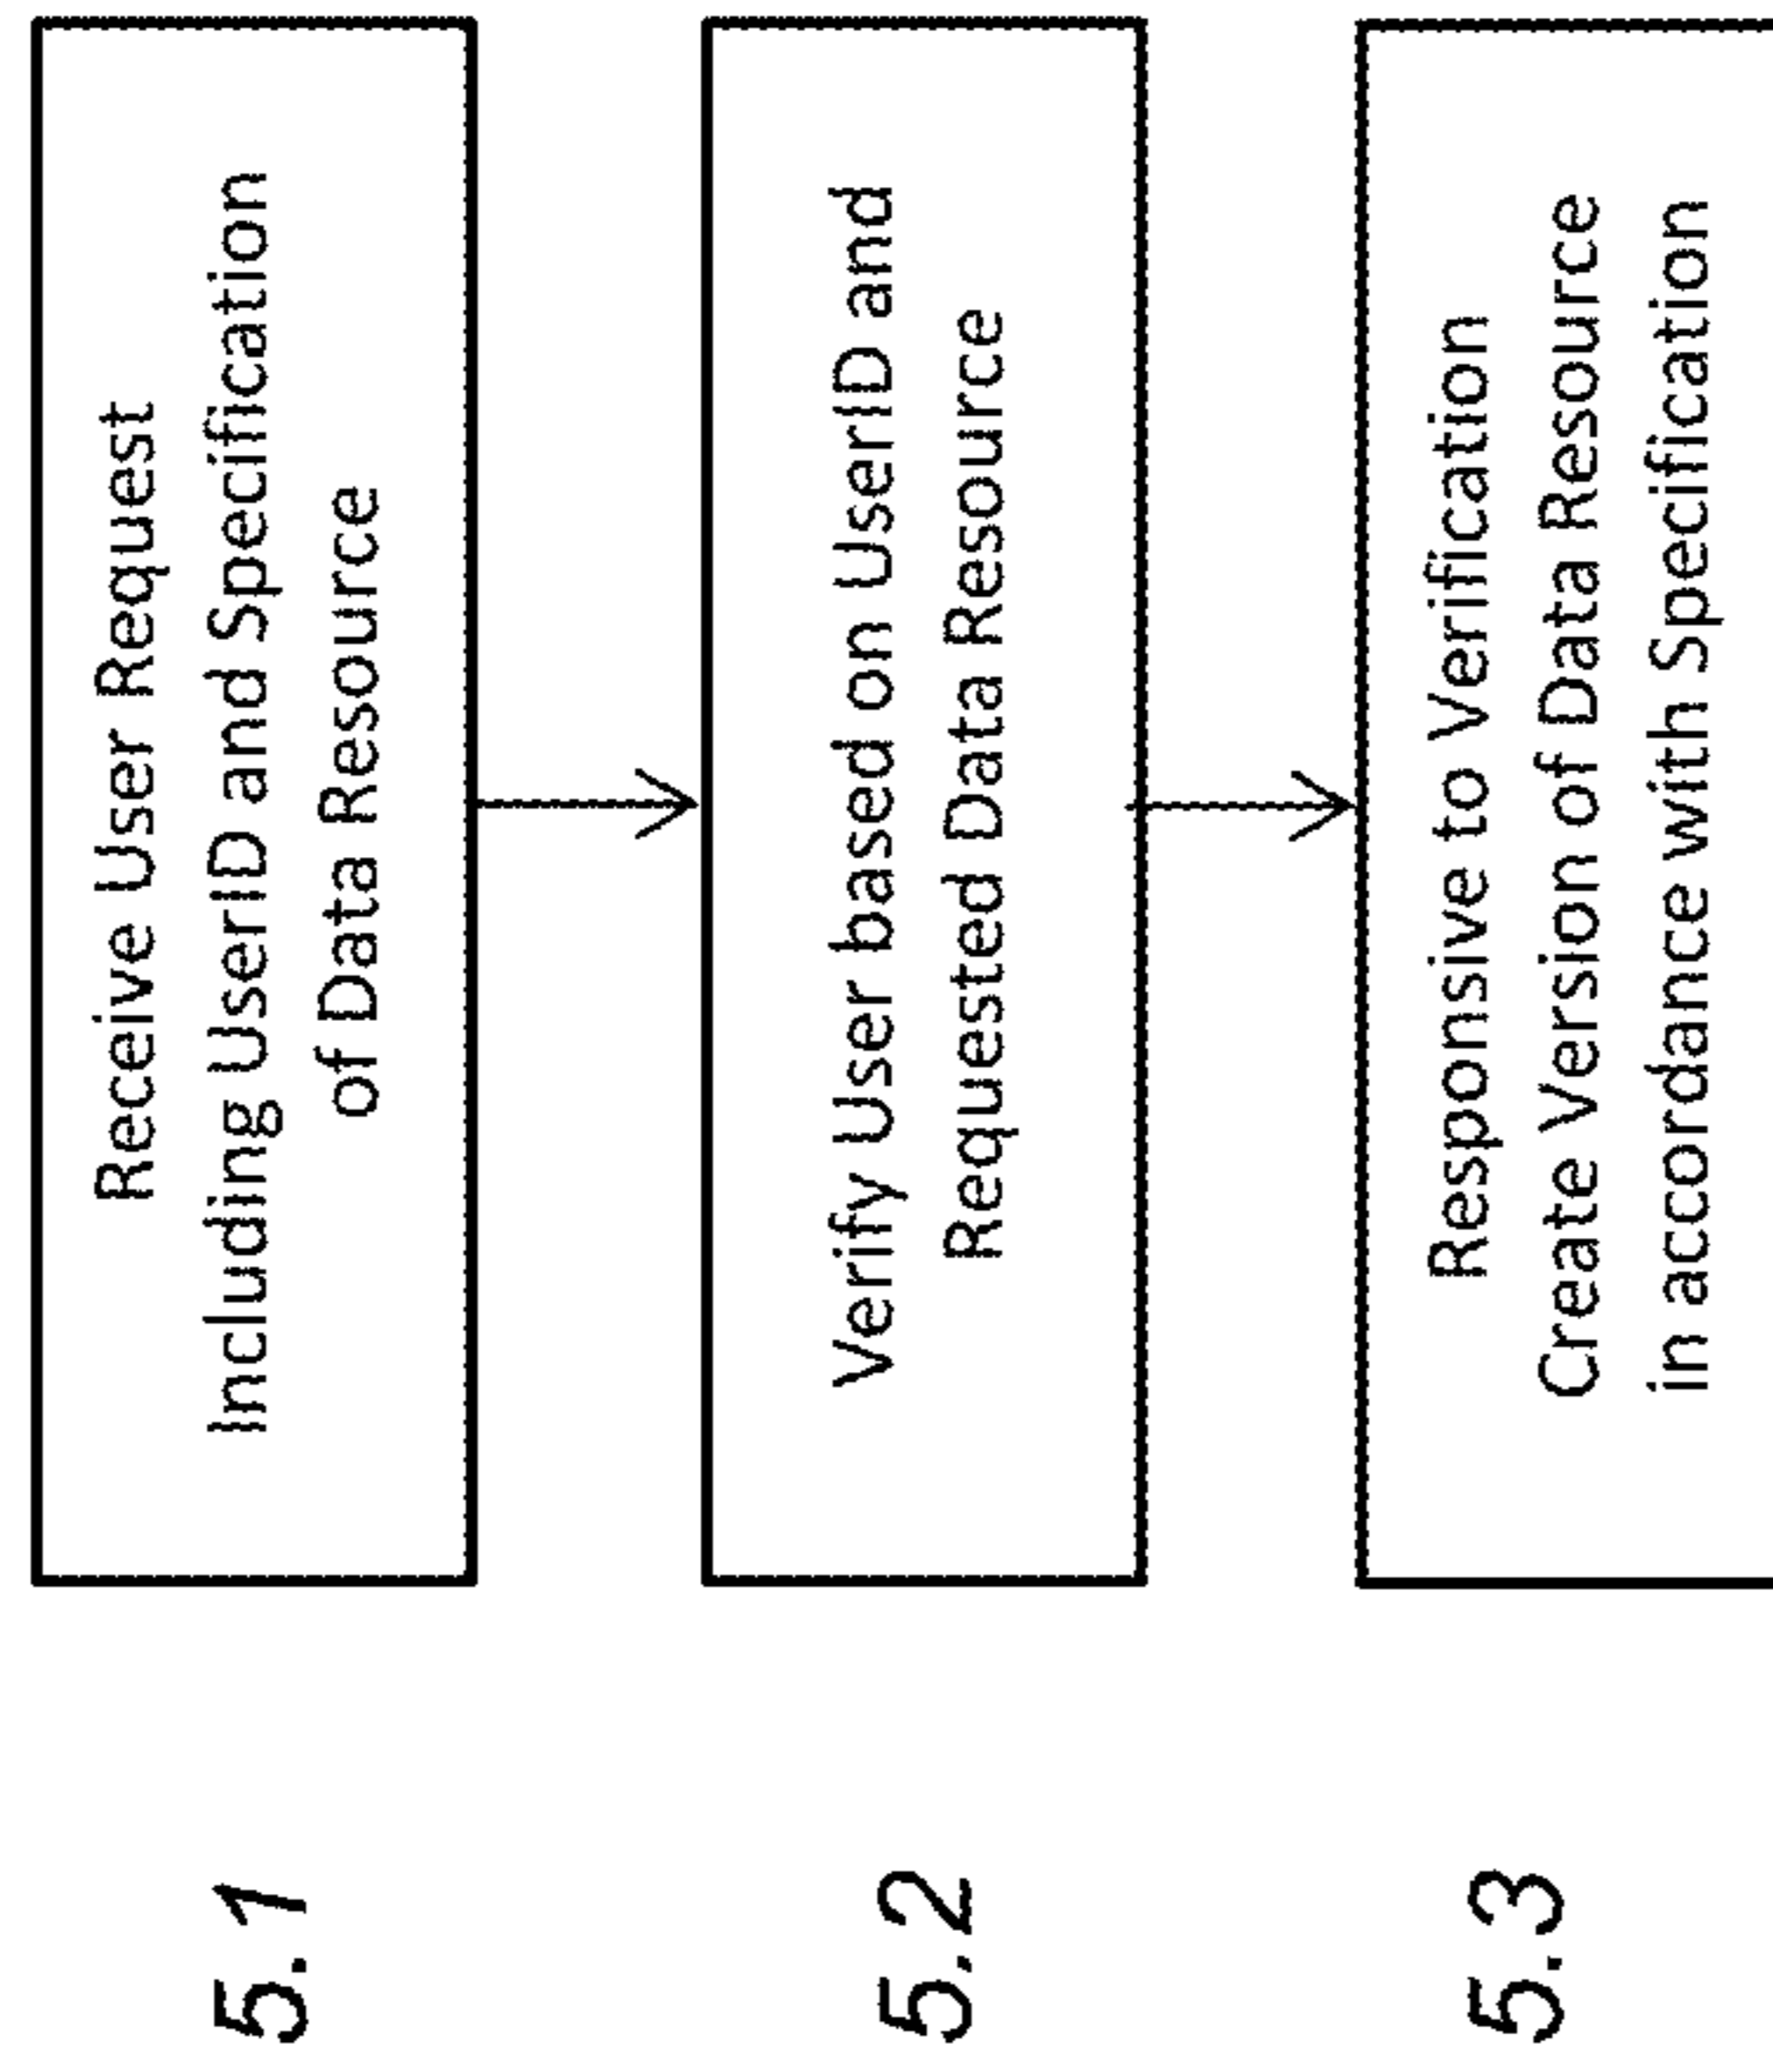 5.1
Receive User Request
Including UserID and Specification
of Data Resource
5.2
Verify User based on UserID and
Requested Data Resource
5.3
Responsive to Verification
Create Version of Data Resource
in accordance with Specification